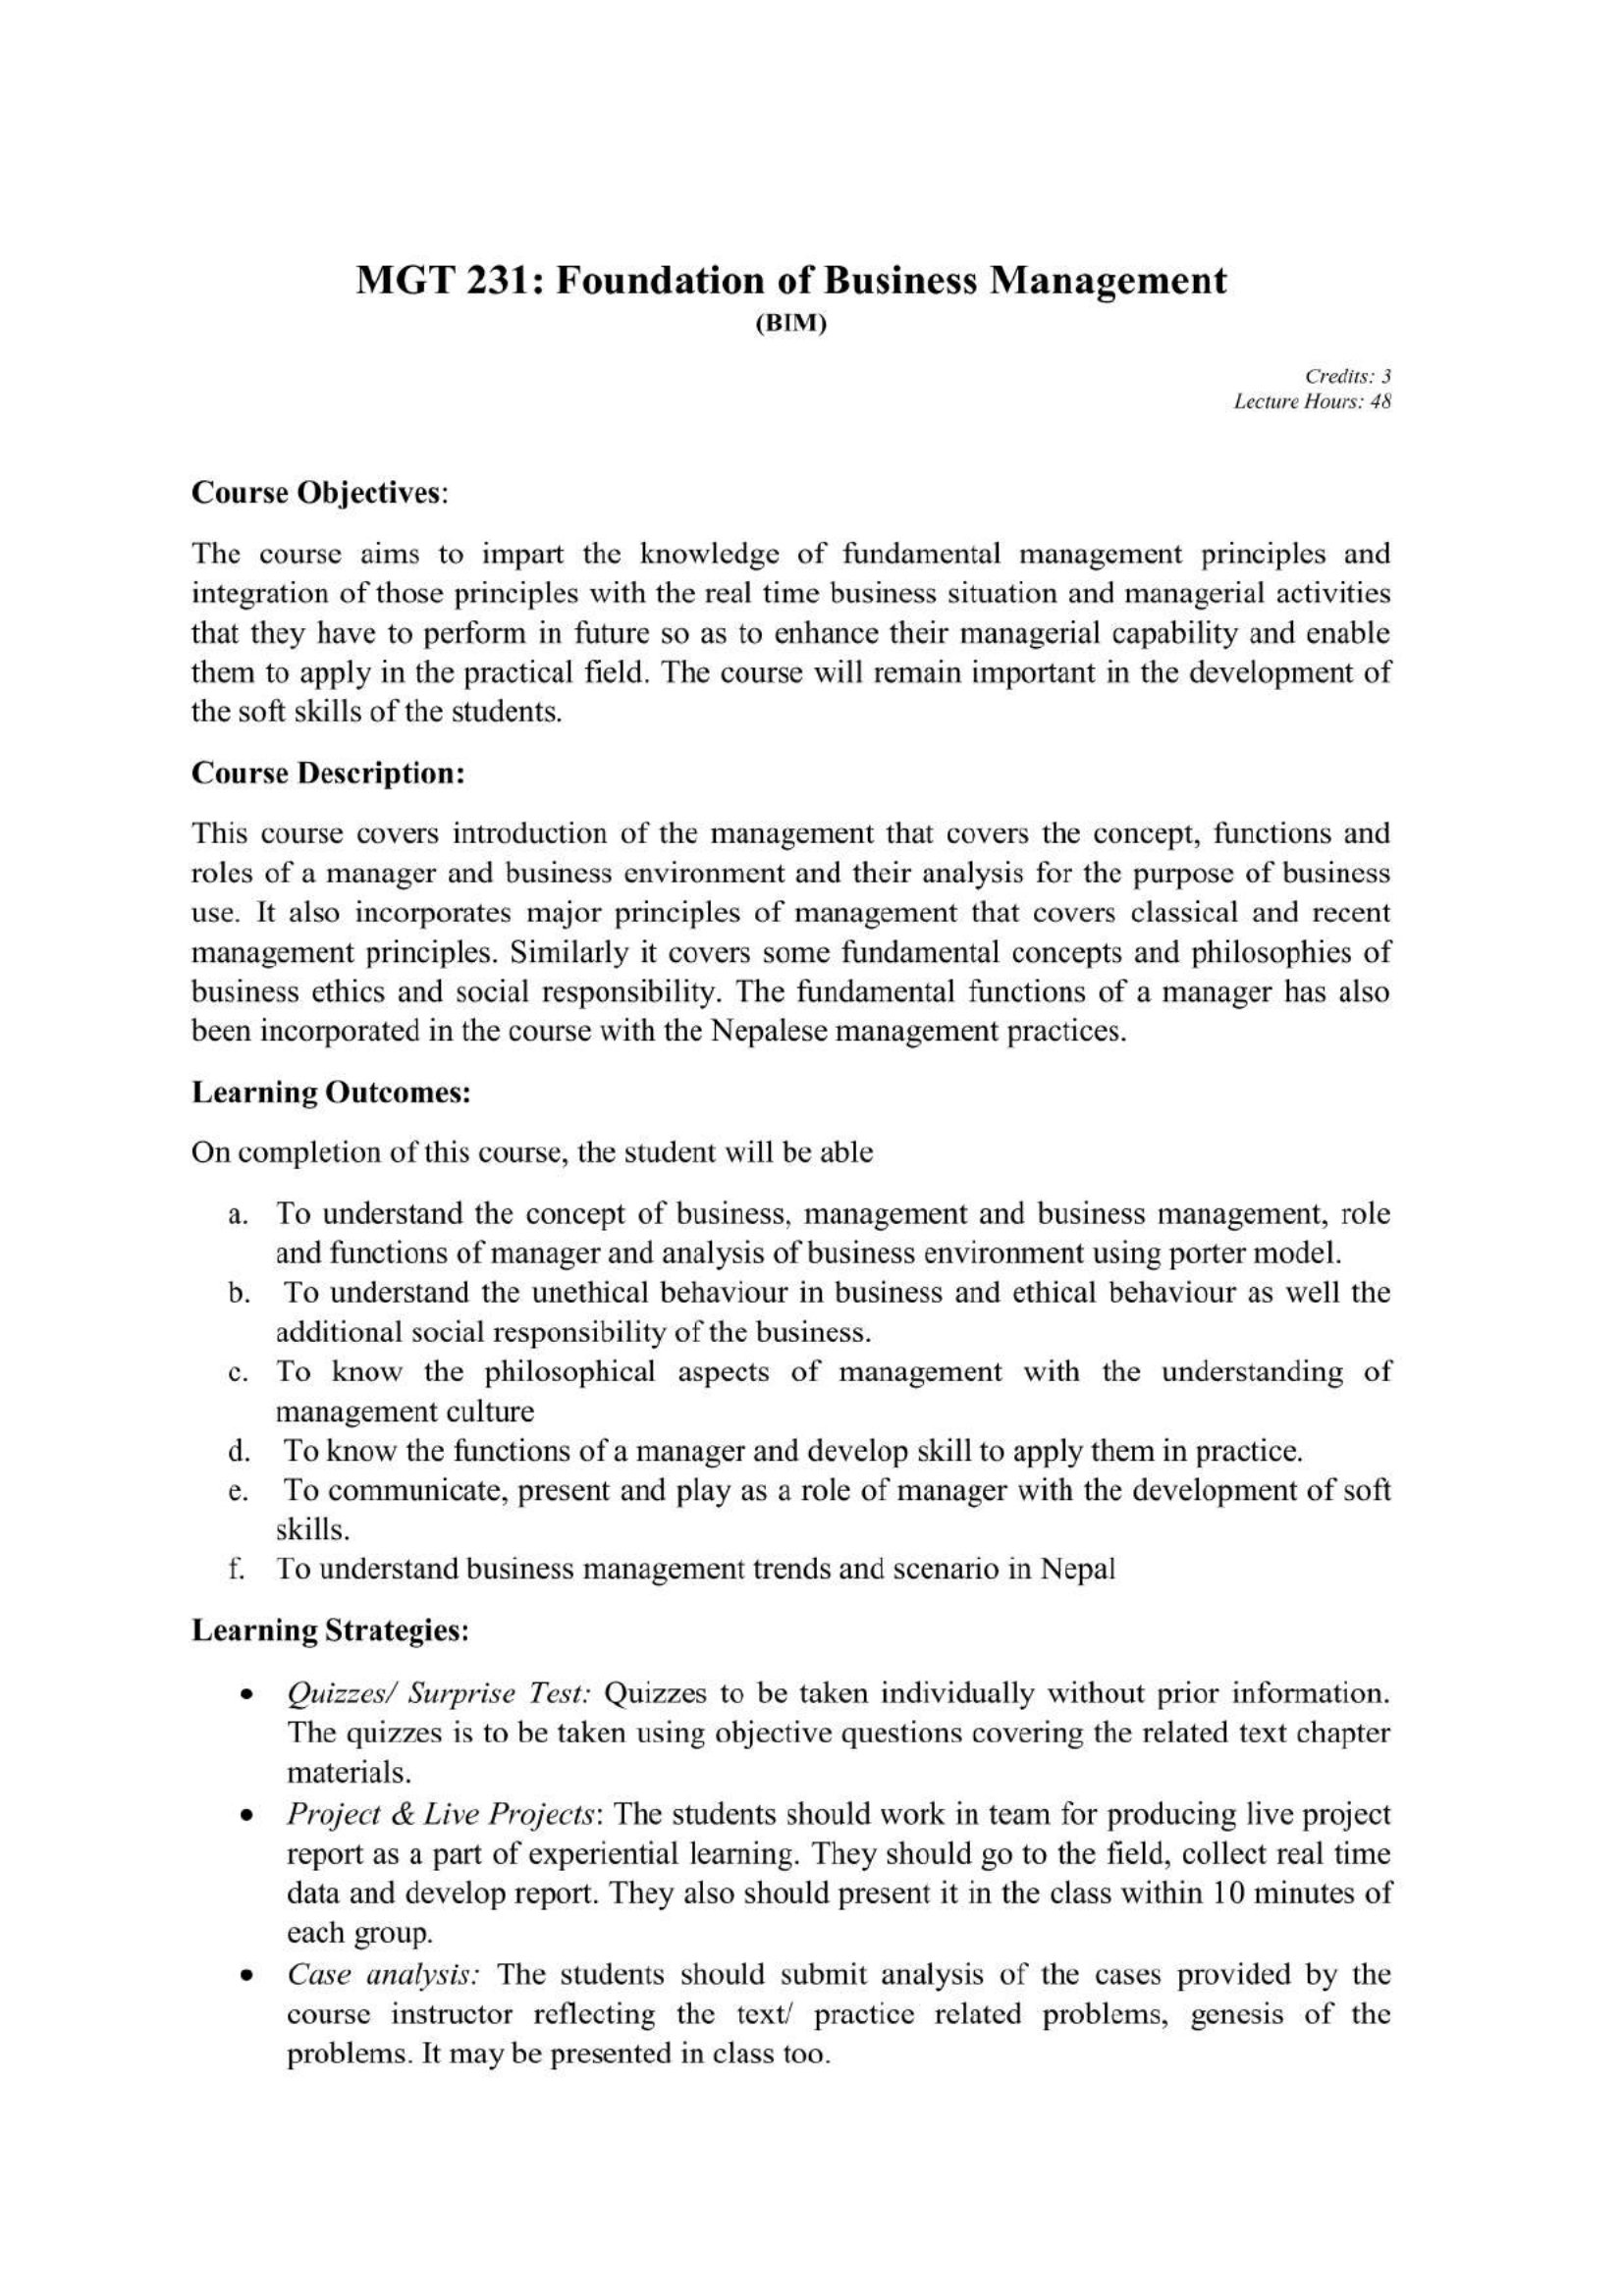 MGT 231: Foundation of Business Management
(BIM)
Credits: 3
Lecture Hours: 48
Course Objectives:
The course aims to impart the knowledge of fundamental management principles and
integration of those principles with the real time business situation and managerial activities
that they have to perform in future so as to enhance their managerial capability and enable
them to apply in the practical field. The course will remain important in the development of
the soft skills of the students.
Course Description:
This course covers introduction of the management that covers the concept, functions and
roles of a manager and business environment and their analysis for the purpose of business
use. It also incorporates major principles of management that covers classical and recent
management principles. Similarly it covers some fundamental concepts and philosophies of
business ethics and social responsibility. The fundamental functions of a manager has also
been incorporated in the course with the Nepalese management practices.
Learning Outcomes:
On completion of this course, the student will be able
a. To understand the concept of business, management and business management, role
and functions of manager and analysis of business environment using porter model.
b. To understand the unethical behaviour in business and ethical behaviour as well the
additional social responsibility of the business.
c. To know the philosophical aspects of management with the understanding of
management culture
d. To know the functions of a manager and develop skill to apply them in practice.
e. To communicate, present and play as a role of manager with the development of soft
skills.
f. To understand business management trends and scenario in Nepal
Learning Strategies:
• Quizzes/ Surprise Test: Quizzes to be taken individually without prior information.
The quizzes is to be taken using objective questions covering the related text chapter
materials.
• Project & Live Projects: The students should work in team for producing live project
report as a part of experiential learning. They should go to the field, collect real time
data and develop report. They also should present it in the class within 10 minutes of
each group.
• Case analysis: The students should submit analysis of the cases provided by the
course instructor reflecting the text/ practice related problems, genesis of the
problems. It may be presented in class too.